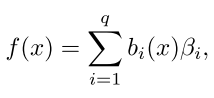 f(x) = \sum_{i=1}^{q} b_i(x)\beta_i,